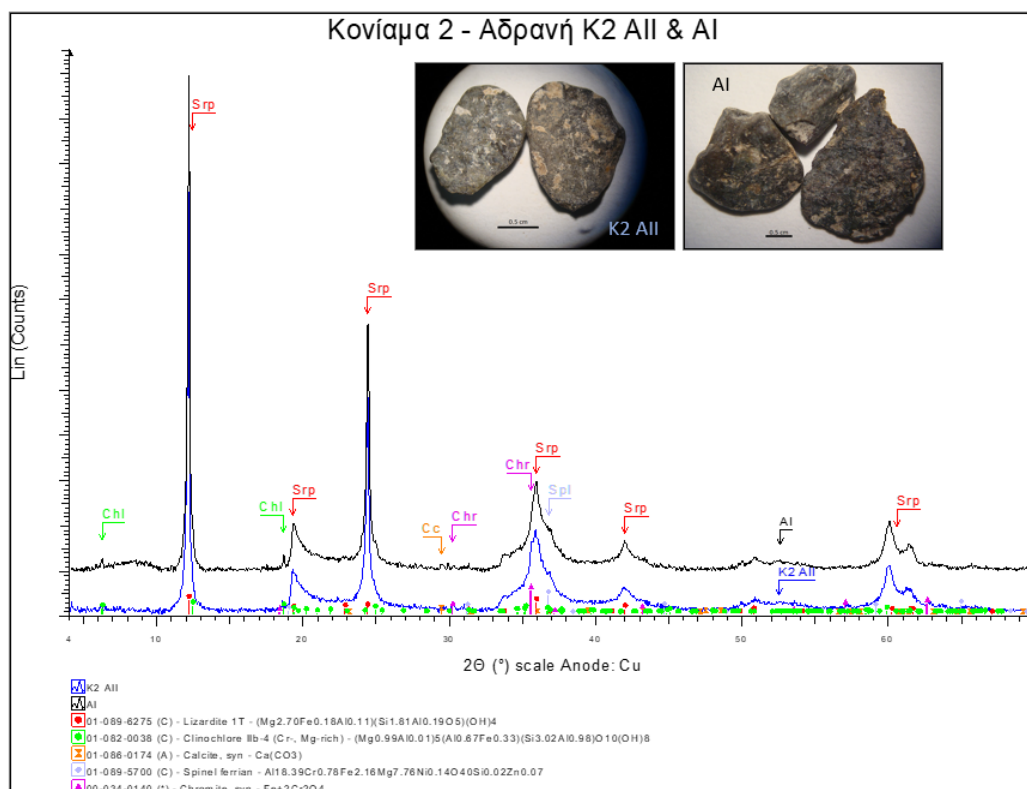 Κονίαμα 2 - Αδρανή Κ2 ΑΙΙ & ΑΙ
K2 AII
0.5 cm
AI
0.5 cm
Srp
Srp
Chl
Chl
Srp
Cc
Chr
Chr
Srp
Spl
Srp
Srp
AI
K2 AII
Lin (Counts)
4
10
20
30
40
50
60
2Θ (°) scale Anode: Cu
K2 AII
AI
01-089-6275 (C) - Lizardite 1T - (Mg2.70Fe0.18Al0.11)(Si1.81Al0.19O5)(OH)4
01-082-0038 (C) - Clinochlore IIb-4 (Cr-, Mg-rich) - (Mg0.99Al0.01)5(Al0.67Fe0.33)(Si3.02Al0.98)O10(OH)8
01-086-0174 (A) - Calcite, syn - Ca(CO3)
01-089-5700 (C) - Spinel ferrian - Al18.39Cr0.78Fe2.16Mg7.76Ni0.14O40Si0.02Zn0.07